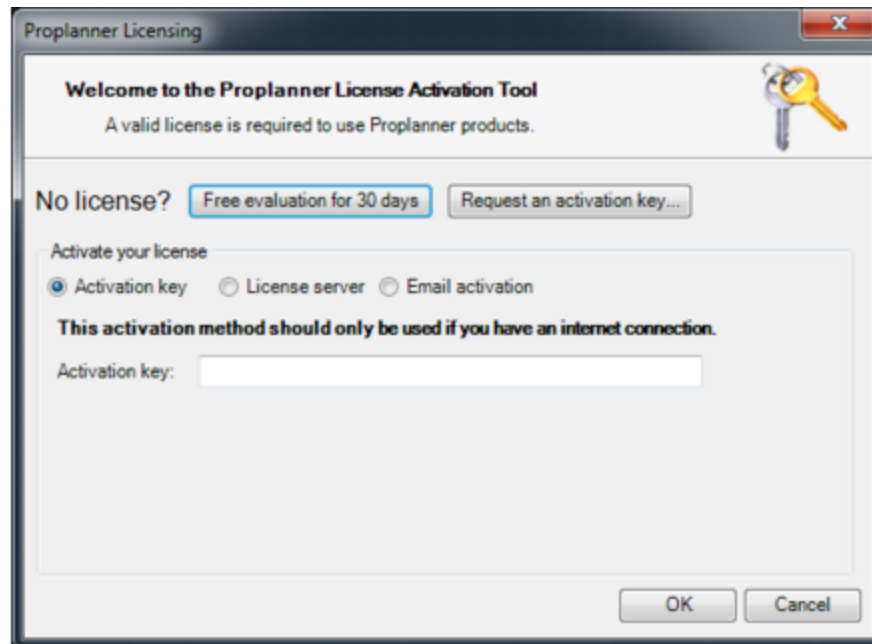 Proplanner Licensing
Welcome to the Proplanner License Activation Tool
A valid license is required to use Proplanner products.
No license? Free evaluation for 30 days Request an activation key...
Activate your license
Activation key License server Email activation
This activation method should only be used if you have an internet connection.
Activation key:
OK Cancel